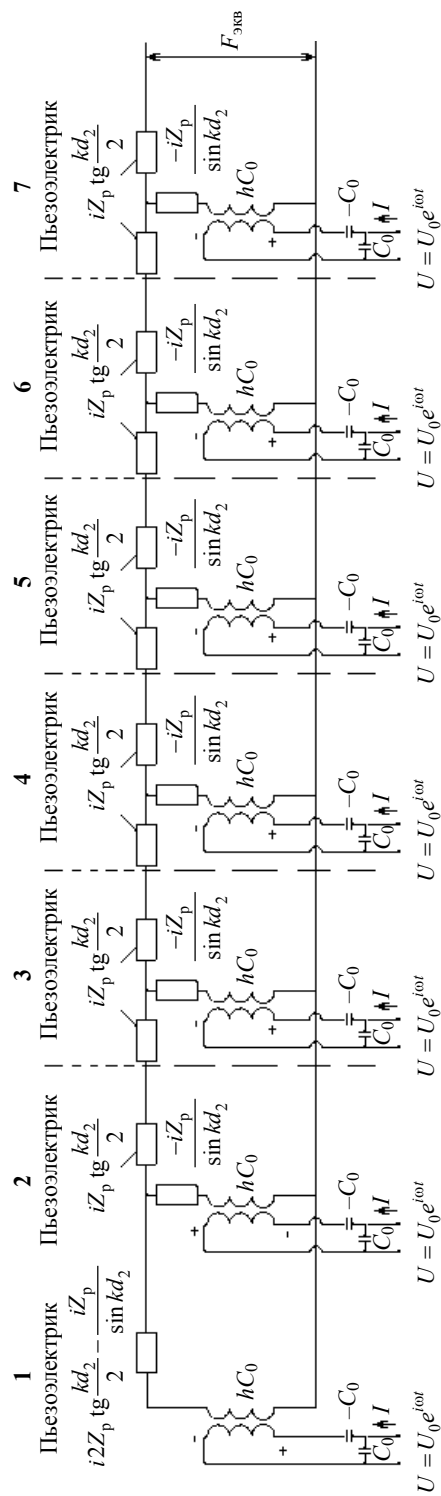 1
Пьезоэлектрик
i2Z_p tg kd_2/2 − iZ_p/sin kd_2
hC_0
−
+
−C_0
C_0
I
U = U_0e^{iωt}
2
Пьезоэлектрик
iZ_p tg kd_2/2
−iZ_p/sin kd_2
hC_0
+
-
−C_0
C_0
I
U = U_0e^{iωt}
3
Пьезоэлектрик
iZ_p tg kd_2/2
−iZ_p/sin kd_2
hC_0
-
+
−C_0
C_0
I
U = U_0e^{iωt}
4
Пьезоэлектрик
iZ_p tg kd_2/2
−iZ_p/sin kd_2
hC_0
-
+
−C_0
C_0
I
U = U_0e^{iωt}
5
Пьезоэлектрик
iZ_p tg kd_2/2
−iZ_p/sin kd_2
hC_0
-
+
−C_0
C_0
I
U = U_0e^{iωt}
6
Пьезоэлектрик
iZ_p tg kd_2/2
−iZ_p/sin kd_2
hC_0
-
+
−C_0
C_0
I
U = U_0e^{iωt}
7
Пьезоэлектрик
iZ_p tg kd_2/2
−iZ_p/sin kd_2
hC_0
-
+
−C_0
C_0
I
U = U_0e^{iωt}
F_экв